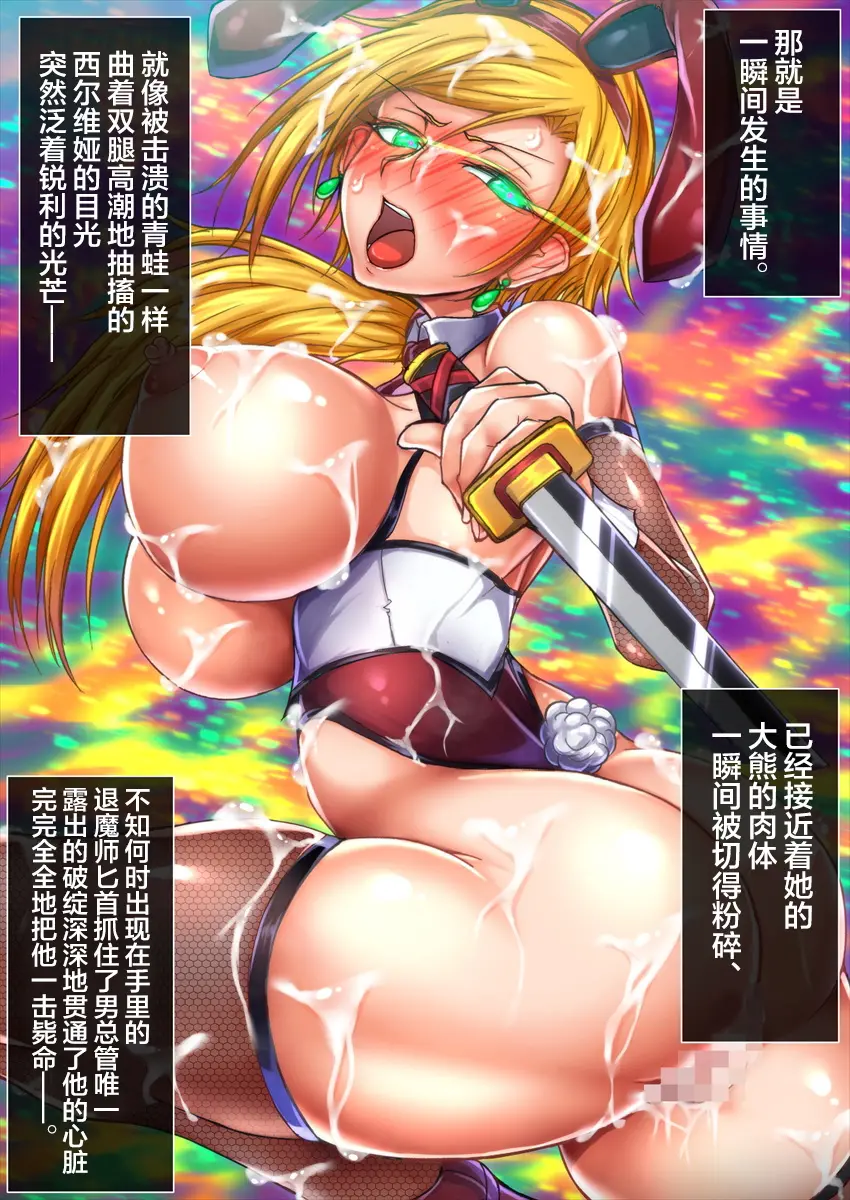 那就是
一瞬间发生的事情。
就像被击溃的青蛙一样
曲着双腿高潮地抽搐的
西尔维娅的目光
突然泛着锐利的光芒——
已经接近着她的
大熊的肉体
一瞬间被切得粉碎、
不知何时出现在手里的
退魔师匕首抓住了男总管唯一
露出的破绽深深地贯通了他的心脏
完完全全地把他一击毙命——。